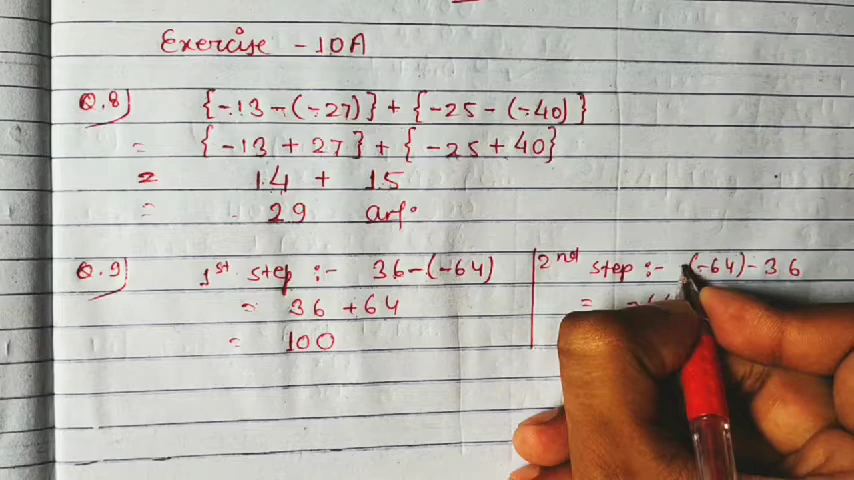 Exercise - 10A
Q.8) {-13-(-27)} + {-25-(-40)}
= {-13 + 27} + {-25 + 40}
= 14 + 15
= 29 ans.
Q.9) 1st step :- 36-(-64)
= 36 + 64
= 100
2nd step :- (-64)-36
= -64